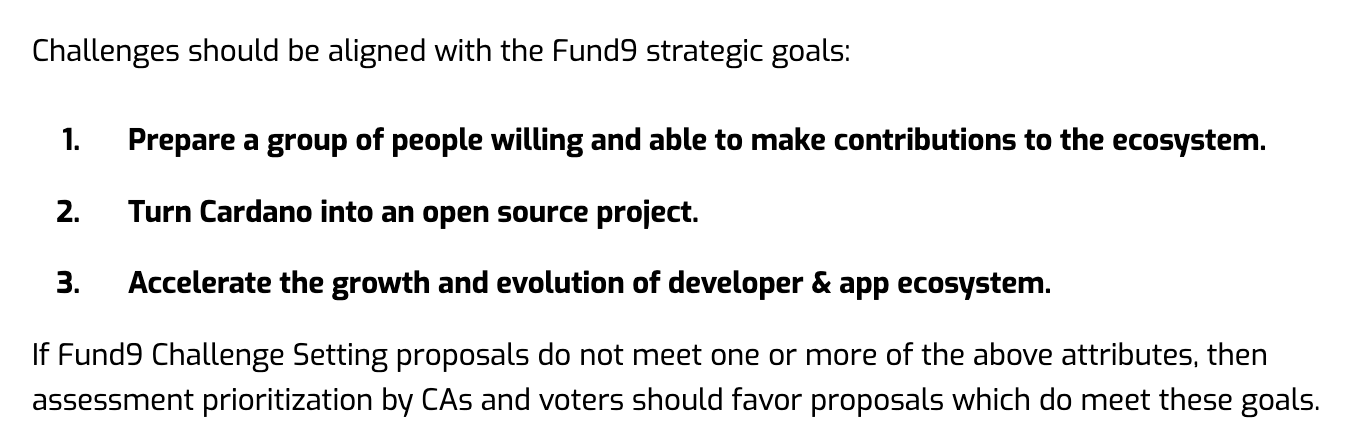 Challenges should be aligned with the Fund9 strategic goals:
1. Prepare a group of people willing and able to make contributions to the ecosystem.
2. Turn Cardano into an open source project.
3. Accelerate the growth and evolution of developer & app ecosystem.
If Fund9 Challenge Setting proposals do not meet one or more of the above attributes, then
assessment prioritization by CAs and voters should favor proposals which do meet these goals.